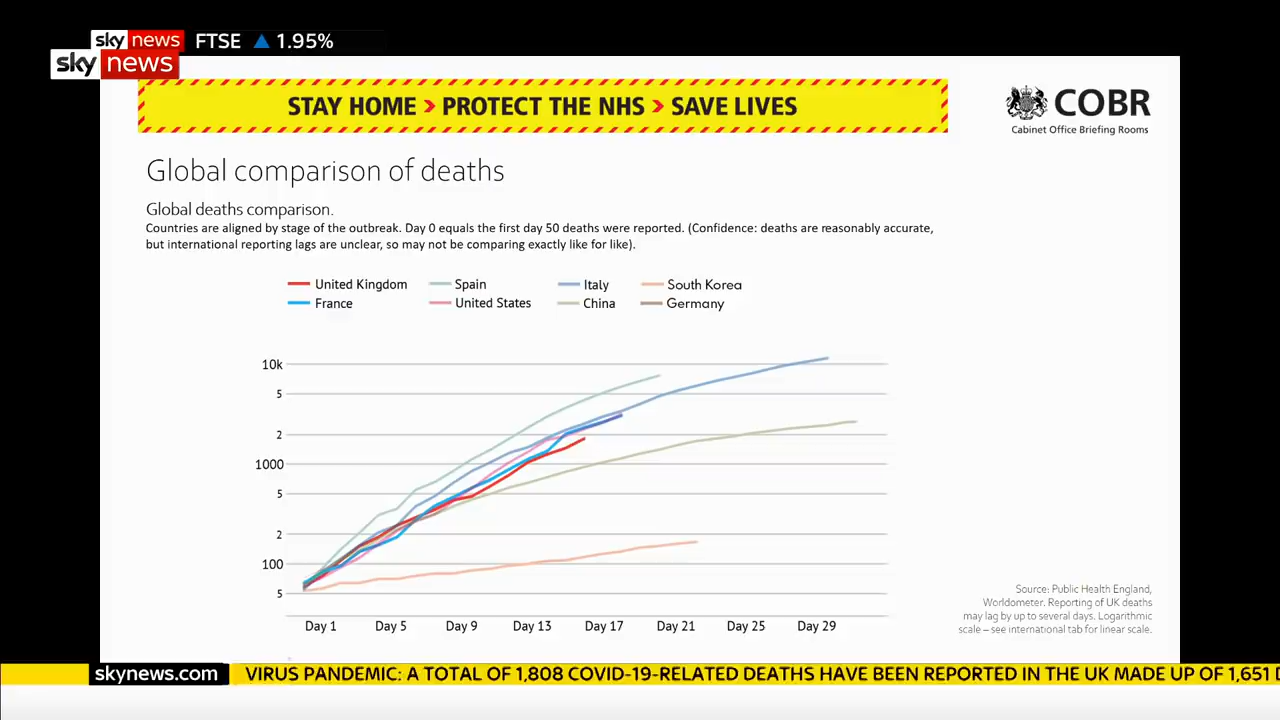 sky news FTSE ▲ 1.95%
sky news
STAY HOME > PROTECT THE NHS > SAVE LIVES
COBR
Cabinet Office Briefing Rooms
Global comparison of deaths
Global deaths comparison.
Countries are aligned by stage of the outbreak. Day 0 equals the first day 50 deaths were reported. (Confidence: deaths are reasonably accurate,
but international reporting lags are unclear, so may not be comparing exactly like for like).
United Kingdom Spain Italy South Korea
France United States China Germany
10k
5
2
1000
5
2
100
5
Day 1 Day 5 Day 9 Day 13 Day 17 Day 21 Day 25 Day 29
Source: Public Health England,
Worldometer. Reporting of UK deaths
may lag by up to several days. Logarithmic
scale – see international tab for linear scale.
skynews.com VIRUS PANDEMIC: A TOTAL OF 1,808 COVID-19-RELATED DEATHS HAVE BEEN REPORTED IN THE UK MADE UP OF 1,651